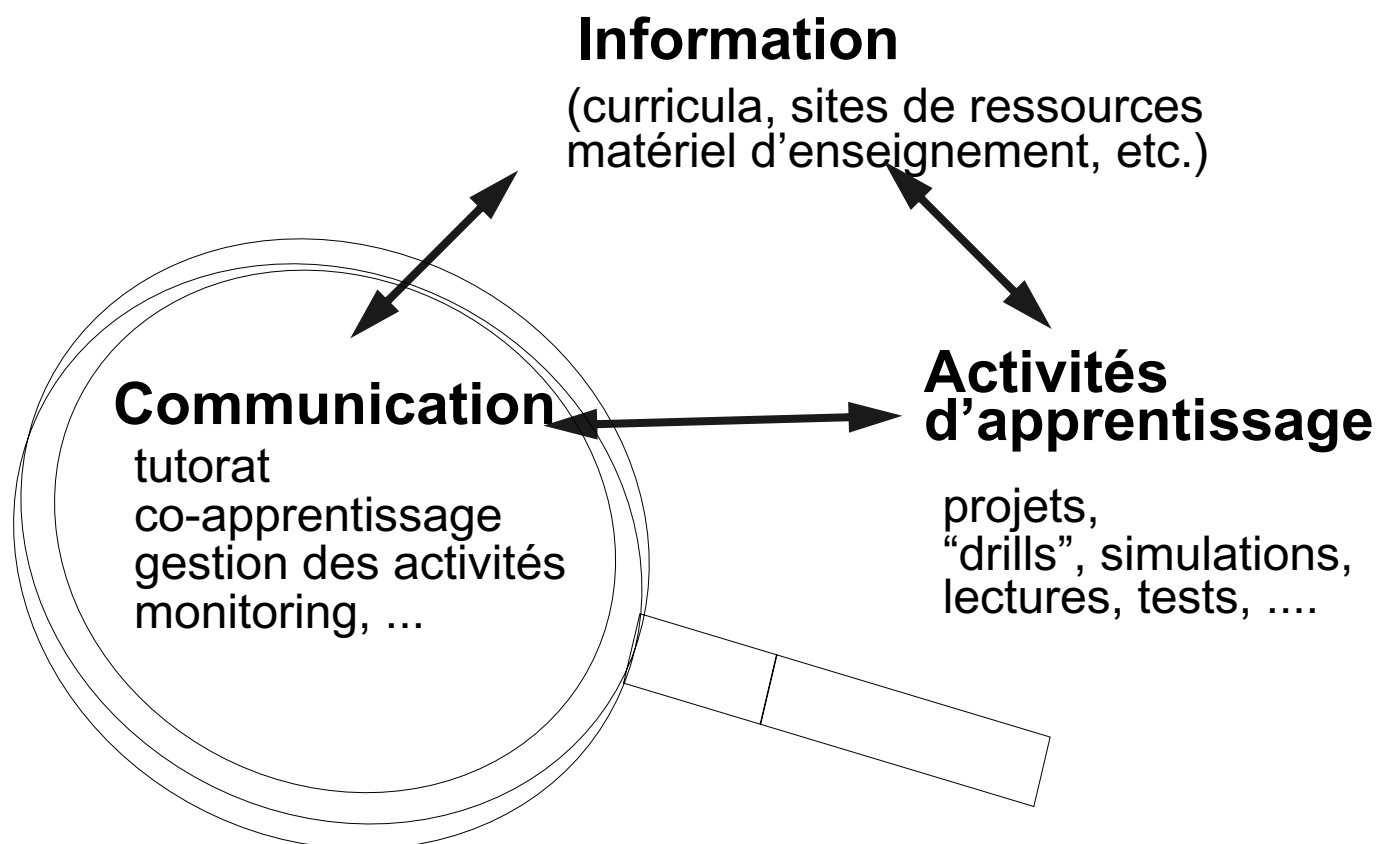 Information
(curricula, sites de ressources
matériel d’enseignement, etc.)
Communication
tutorat
co-apprentissage
gestion des activités
monitoring, ...
Activités
d’apprentissage
projets,
“drills”, simulations,
lectures, tests, ....